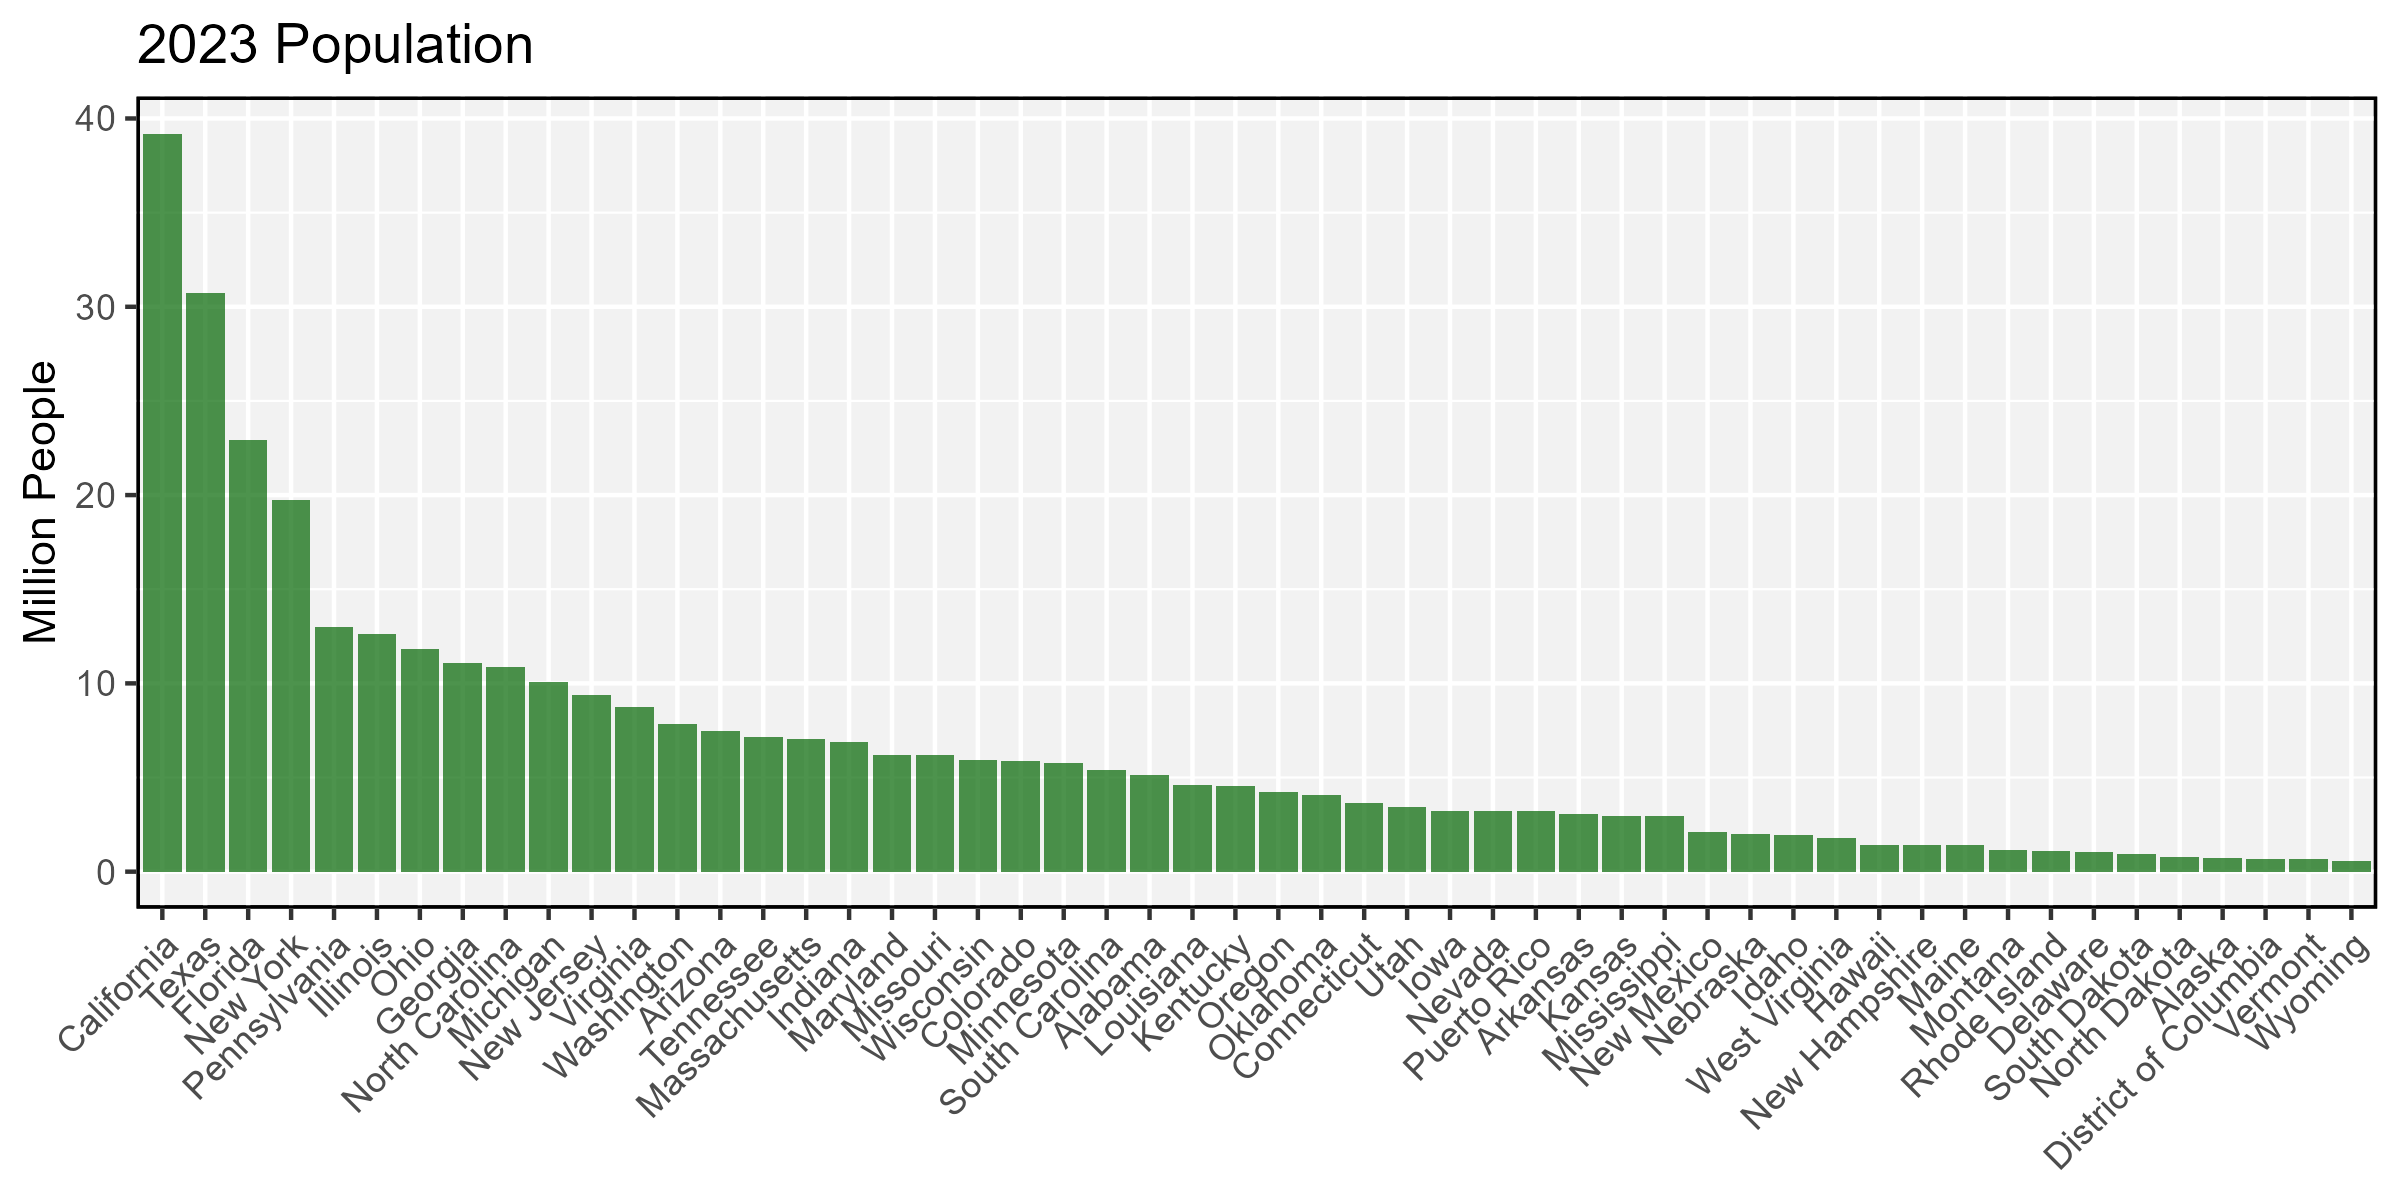 2023 Population
Million People
40
30
20
10
0
California
Texas
Florida
New York
Pennsylvania
Illinois
Ohio
Georgia
North Carolina
Michigan
New Jersey
Virginia
Washington
Arizona
Tennessee
Massachusetts
Indiana
Maryland
Missouri
Wisconsin
Colorado
Minnesota
South Carolina
Alabama
Louisiana
Kentucky
Oregon
Oklahoma
Connecticut
Utah
Iowa
Nevada
Puerto Rico
Arkansas
Kansas
Mississippi
New Mexico
Nebraska
Idaho
West Virginia
Hawaii
New Hampshire
Maine
Montana
Rhode Island
Delaware
South Dakota
North Dakota
Alaska
District of Columbia
Vermont
Wyoming